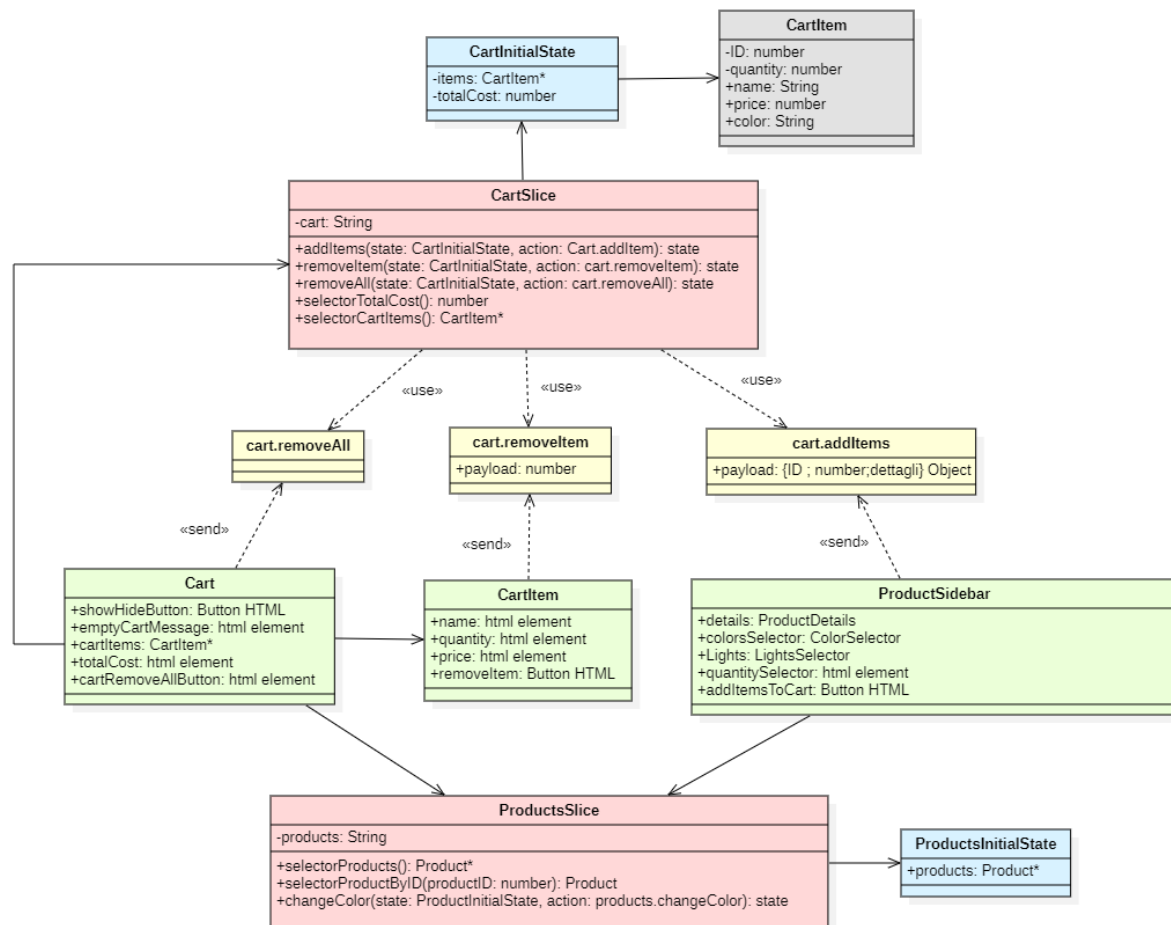 CartInitialState
-items: CartItem*
-totalCost: number
CartItem
-ID: number
-quantity: number
+name: String
+price: number
+color: String
CartSlice
-cart: String
+addItems(state: CartInitialState, action: Cart.addItem): state
+removeItem(state: CartInitialState, action: cart.removeItem): state
+removeAll(state: CartInitialState, action: cart.removeAll): state
+selectorTotalCost(): number
+selectorCartItems(): CartItem*
«use»
«use»
«use»
cart.removeAll
cart.removeItem
+payload: number
cart.addItems
+payload: {ID ; number;dettagli} Object
«send»
«send»
«send»
Cart
+showHideButton: Button HTML
+emptyCartMessage: html element
+cartItems: CartItem*
+totalCost: html element
+cartRemoveAllButton: html element
CartItem
+name: html element
+quantity: html element
+price: html element
+removeItem: Button HTML
ProductSidebar
+details: ProductDetails
+colorsSelector: ColorSelector
+Lights: LightsSelector
+quantitySelector: html element
+addItemsToCart: Button HTML
ProductsSlice
-products: String
+selectorProducts(): Product*
+selectorProductByID(productID: number): Product
+changeColor(state: ProductInitialState, action: products.changeColor): state
ProductsInitialState
+products: Product*